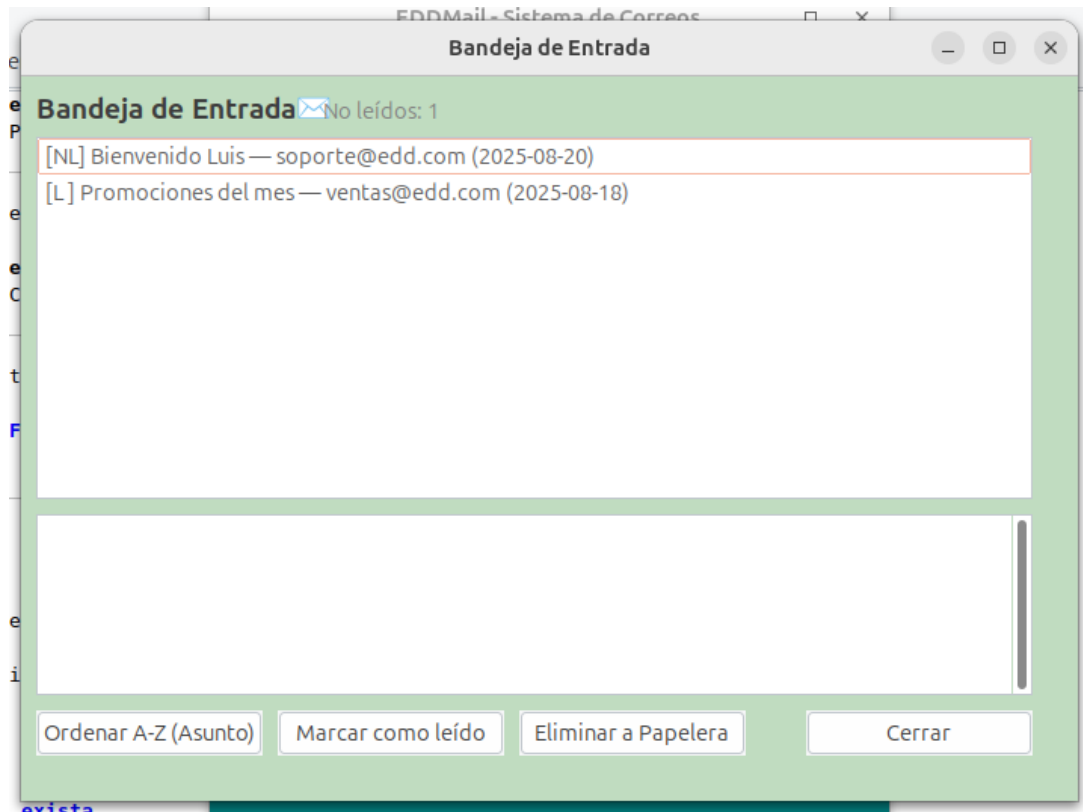 EDDMail - Sistema de Correos
Bandeja de Entrada
Bandeja de Entrada✉️No leídos: 1
[NL] Bienvenido Luis — soporte@edd.com (2025-08-20)
[L ] Promociones del mes — ventas@edd.com (2025-08-18)
Ordenar A-Z (Asunto)
Marcar como leído
Eliminar a Papelera
Cerrar
exista